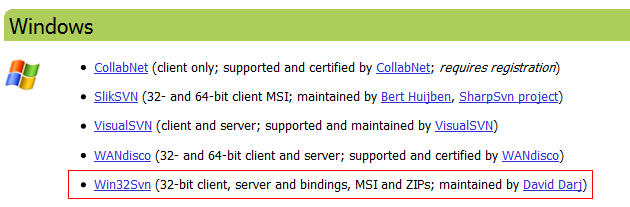 Windows
CollabNet (client only; supported and certified by CollabNet; requires registration)
SlikSVN (32- and 64-bit client MSI; maintained by Bert Huijben, SharpSvn project)
VisualSVN (client and server; supported and maintained by VisualSVN)
WANdisco (32- and 64-bit client and server; supported and certified by WANdisco)
Win32Svn (32-bit client, server and bindings, MSI and ZIPs; maintained by David Darj)